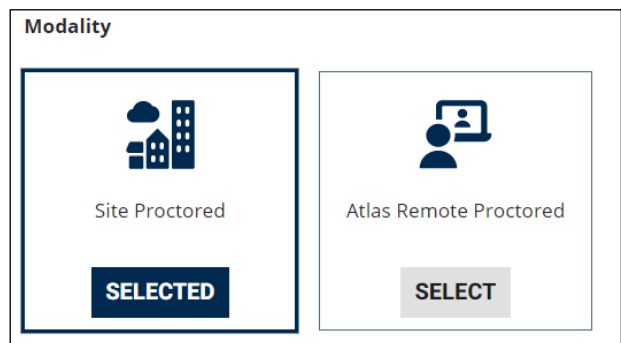 Modality
Site Proctored
Atlas Remote Proctored
SELECTED
SELECT